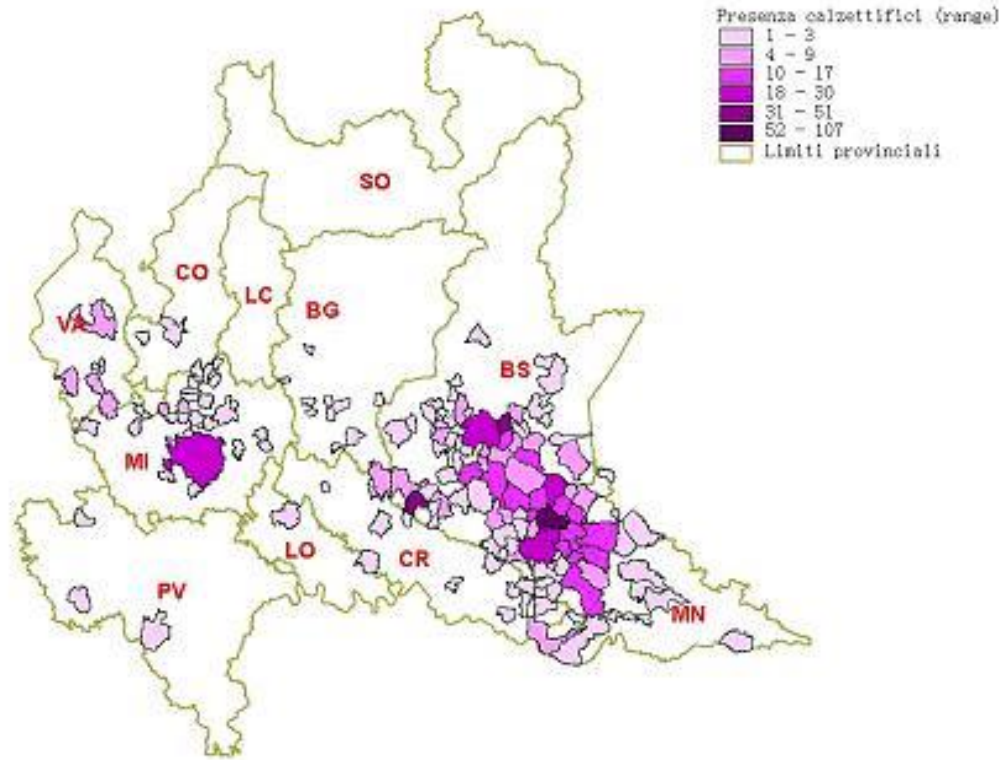 Presenza calzettifici (range)
1 - 3
4 - 9
10 - 17
18 - 30
31 - 51
52 - 107
Limiti provinciali
SO
CO
LC
BG
VA
BS
MI
LO
CR
PV
MN